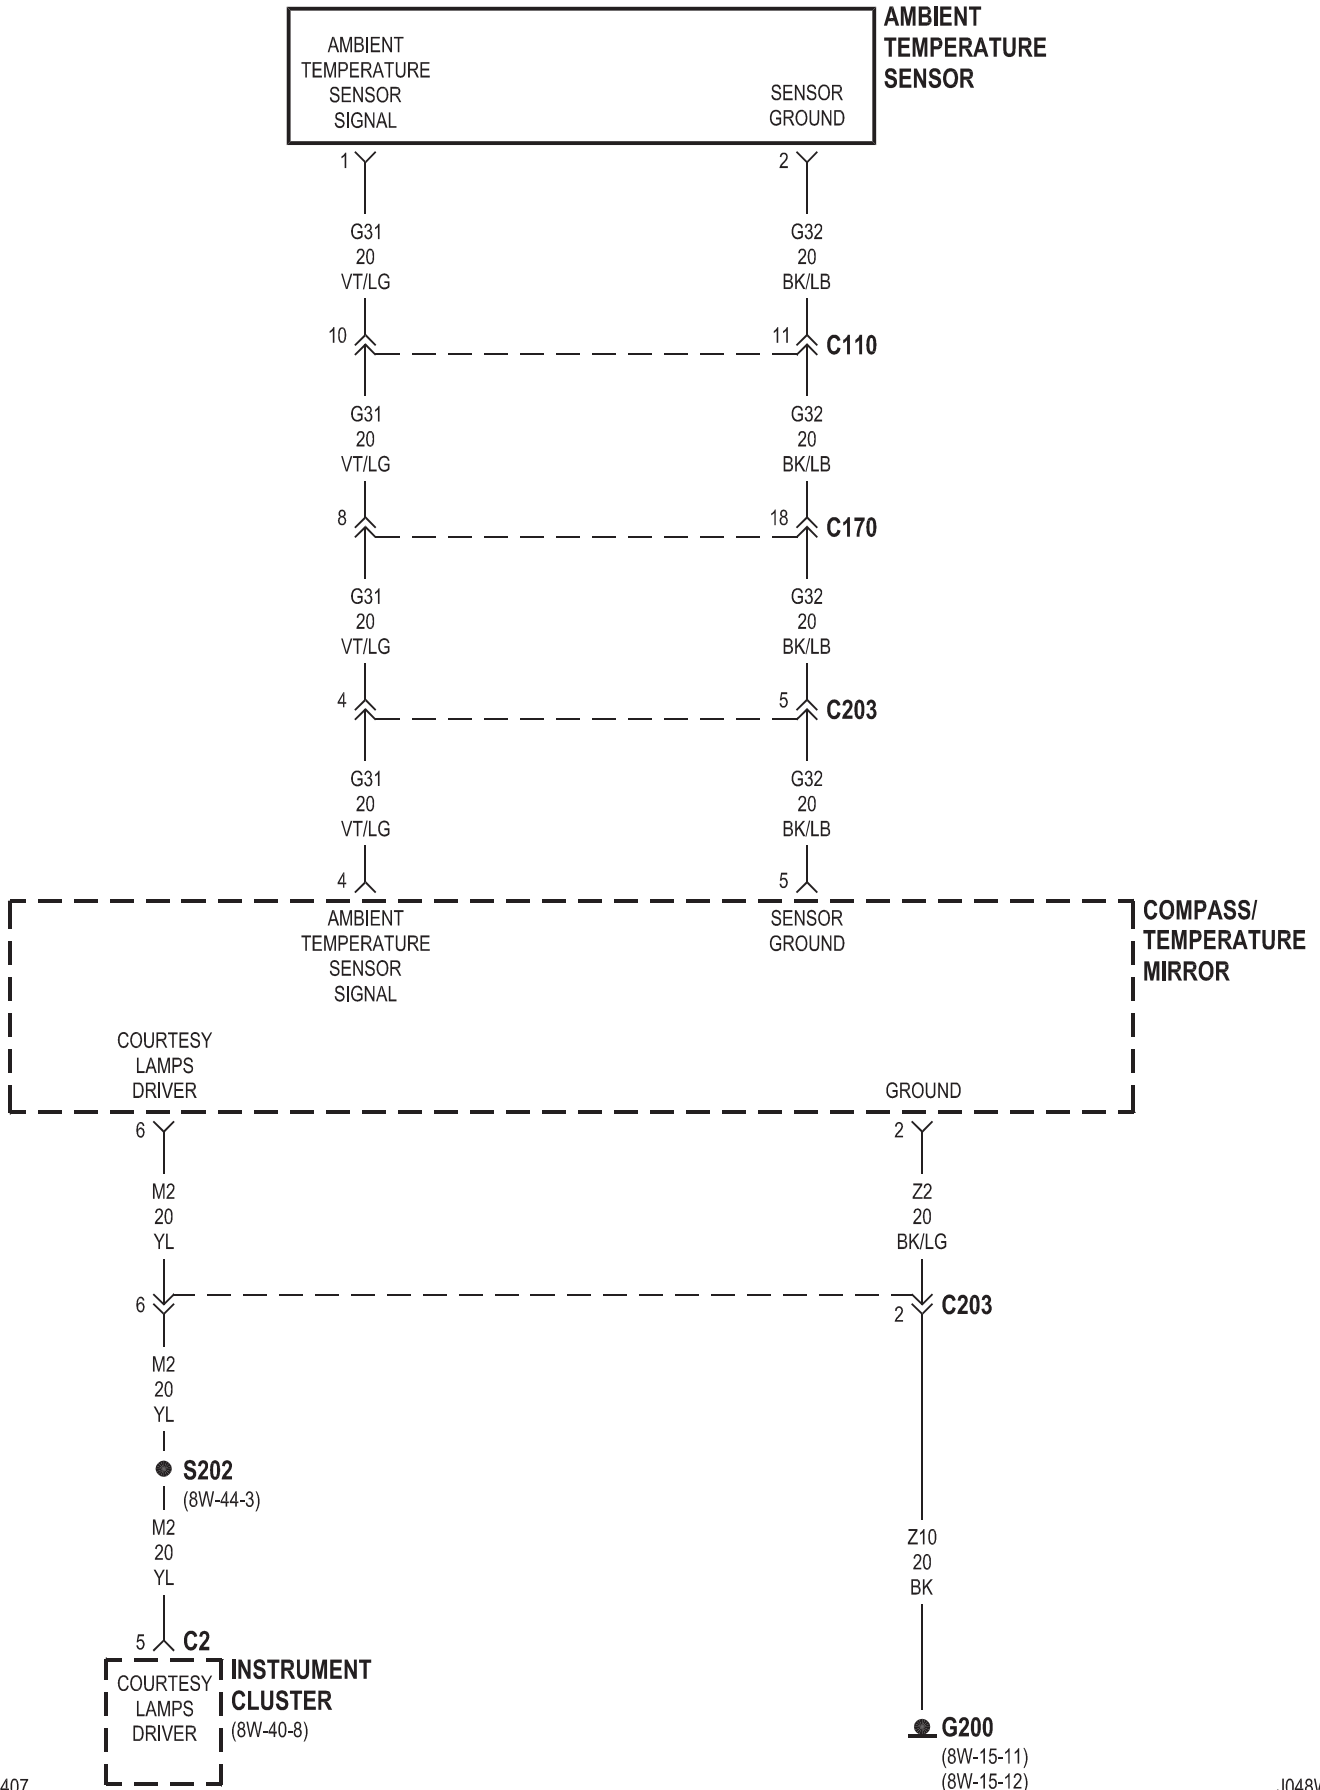 AMBIENT
TEMPERATURE
SENSOR
AMBIENT
TEMPERATURE
SENSOR
SIGNAL
SENSOR
GROUND
1
2
G31
20
VT/LG
G32
20
BK/LB
10
11
C110
G31
20
VT/LG
G32
20
BK/LB
8
18
C170
G31
20
VT/LG
G32
20
BK/LB
4
5
C203
G31
20
VT/LG
G32
20
BK/LB
4
5
AMBIENT
TEMPERATURE
SENSOR
SIGNAL
SENSOR
GROUND
COMPASS/
TEMPERATURE
MIRROR
COURTESY
LAMPS
DRIVER
GROUND
6
2
M2
20
YL
Z2
20
BK/LG
6
2
C203
M2
20
YL
S202
(8W-44-3)
M2
20
YL
Z10
20
BK
5
C2
COURTESY
LAMPS
DRIVER
INSTRUMENT
CLUSTER
(8W-40-8)
G200
(8W-15-11)
(8W-15-12)
407
J048W